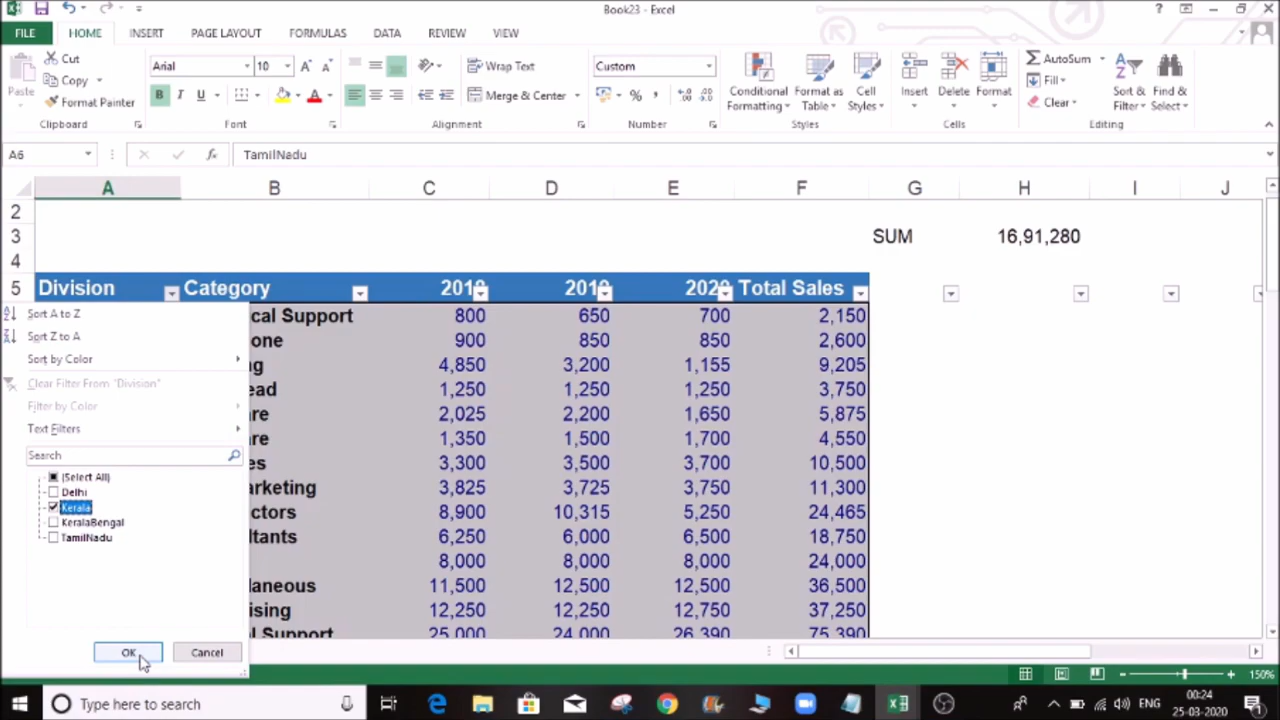 Book23 - Excel
?
FILE HOME INSERT PAGE LAYOUT FORMULAS DATA REVIEW VIEW
Paste
Cut
Copy
Format Painter
Clipboard
Arial 10 A A
B I U A
Font
Wrap Text
Merge & Center
Alignment
Custom
% ,
Number
Conditional Formatting
Format as Table
Cell Styles
Styles
Insert
Delete
Format
Cells
AutoSum
Fill
Clear
Sort & Filter
Find & Select
Editing
A6 fx TamilNadu
A B C D E F G H I J
2
3 SUM 16,91,280
4
5 Division Category 2019 2020 Total Sales
cal Support 800 650 700 2,150
one 900 850 850 2,600
g 4,850 3,200 1,155 9,205
ead 1,250 1,250 1,250 3,750
re 2,025 2,200 1,650 5,875
re 1,350 1,500 1,700 4,550
es 3,300 3,500 3,700 10,500
arketing 3,825 3,725 3,750 11,300
ctors 8,900 10,315 5,250 24,465
ltants 6,250 6,000 6,500 18,750
8,000 8,000 8,000 24,000
laneous 11,500 12,500 12,500 36,500
ising 12,250 12,250 12,750 37,250
l Support 25,000 24,000 26,390 75,390
Sort A to Z
Sort Z to A
Sort by Color
Clear Filter From "Division"
Filter by Color
Text Filters
Search
(Select All)
Delhi
Kerala
KeralaBengal
TamilNadu
OK Cancel
150%
Type here to search
ENG
00:24
25-03-2020